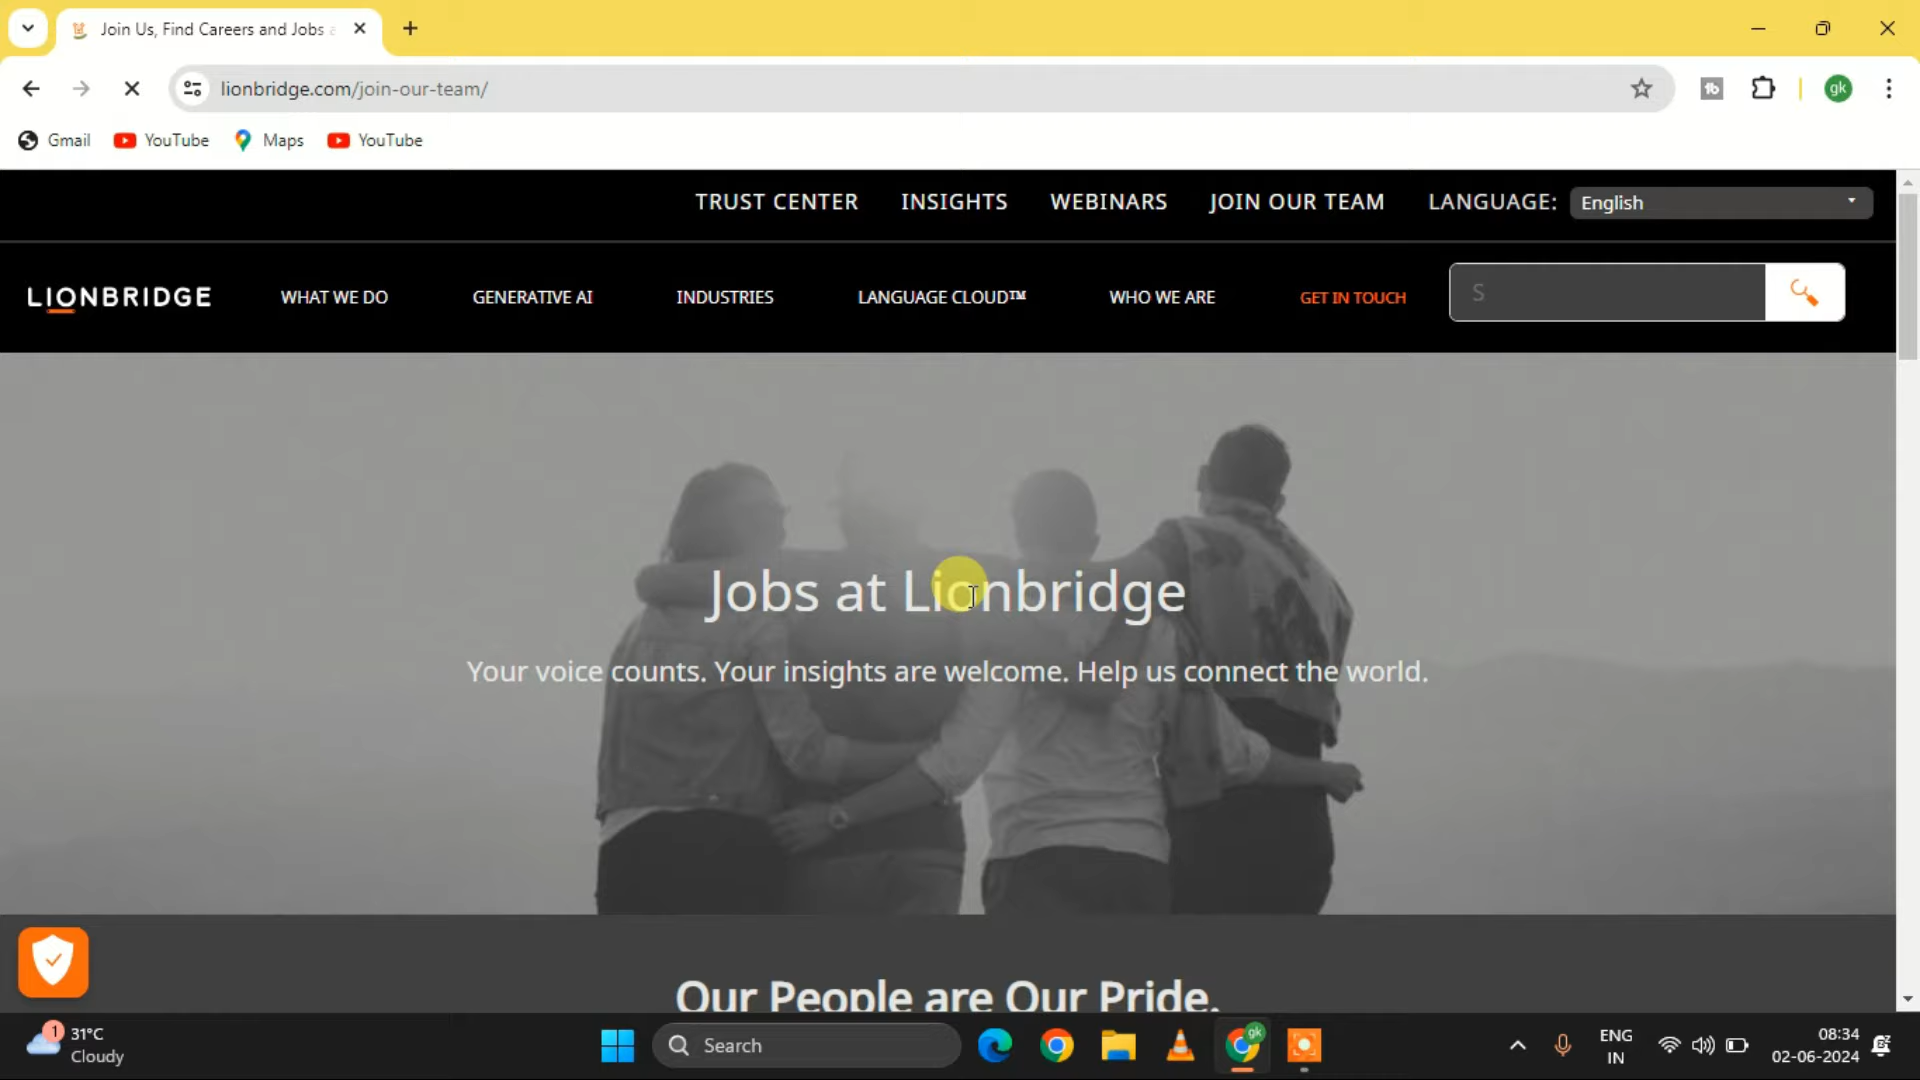 Join Us, Find Careers and Jobs a
lionbridge.com/join-our-team/
gk
Gmail
YouTube
Maps
YouTube
TRUST CENTER
INSIGHTS
WEBINARS
JOIN OUR TEAM
LANGUAGE:
English
LIONBRIDGE
WHAT WE DO
GENERATIVE AI
INDUSTRIES
LANGUAGE CLOUD™
WHO WE ARE
GET IN TOUCH
S
Jobs at Lionbridge
Your voice counts. Your insights are welcome. Help us connect the world.
Our People are Our Pride.
1
31°C
Cloudy
Search
gk
ENG
IN
08:34
02-06-2024